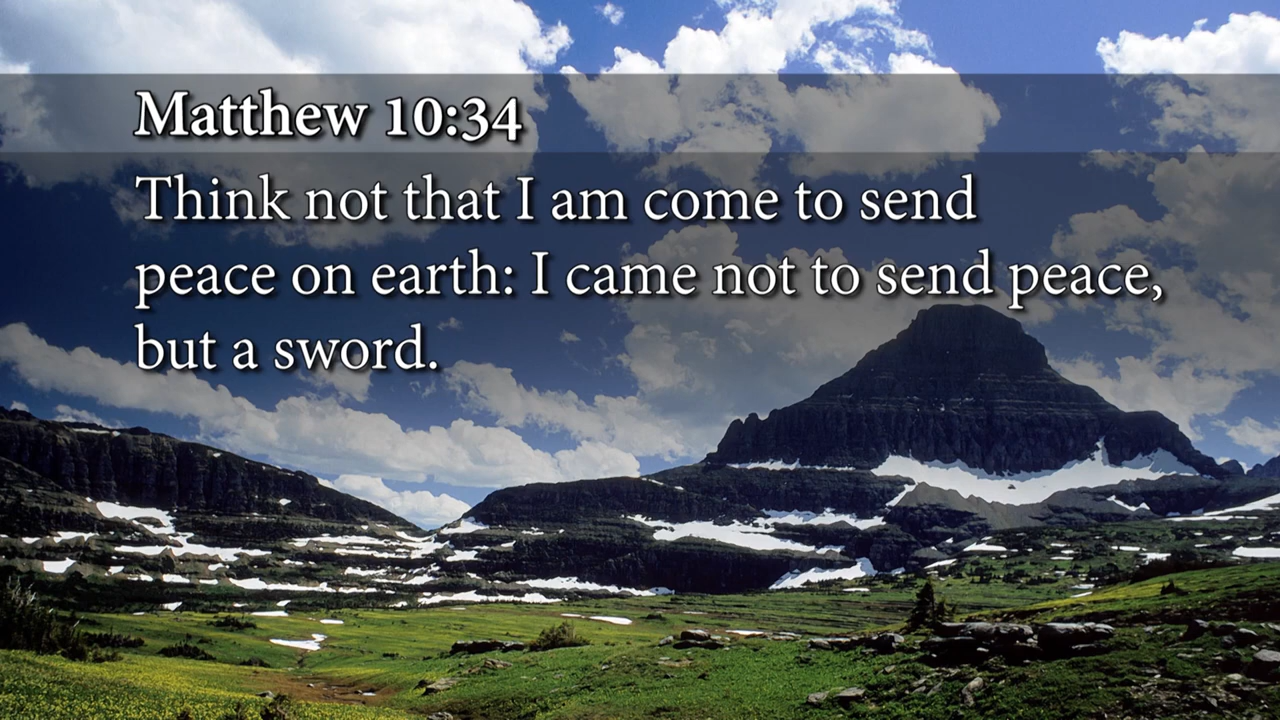 Matthew 10:34
Think not that I am come to send
peace on earth: I came not to send peace,
but a sword.